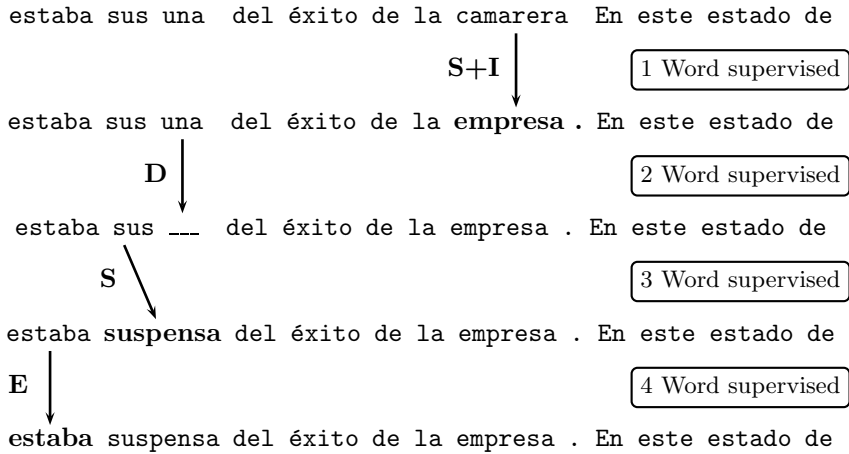 estaba sus una del éxito de la camarera En este estado de
S+I
1 Word supervised
estaba sus una del éxito de la empresa . En este estado de
D
2 Word supervised
estaba sus ___ del éxito de la empresa . En este estado de
S
3 Word supervised
estaba suspensa del éxito de la empresa . En este estado de
E
4 Word supervised
estaba suspensa del éxito de la empresa . En este estado de